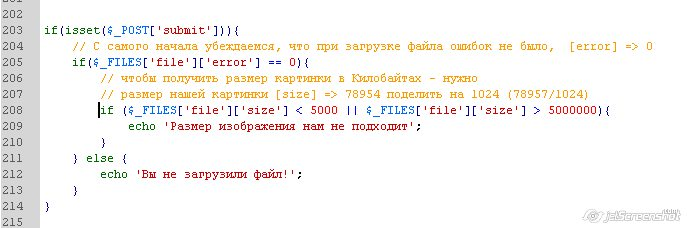 202
203 if(isset($_POST['submit'])){
204 // С самого начала убеждаемся, что при загрузке файла ошибок не было, [error] => 0
205 if($_FILES['file']['error'] == 0){
206 // чтобы получить размер картинки в Килобайтах - нужно
207 // размер нашей картинки [size] => 78954 поделить на 1024 (78957/1024)
208 if ($_FILES['file']['size'] < 5000 || $_FILES['file']['size'] > 5000000){
209 echo 'Размер изображения нам не подходит';
210 }
211 } else {
212 echo 'Вы не загрузили файл!';
213 }
214 }
215
jetScreenshot